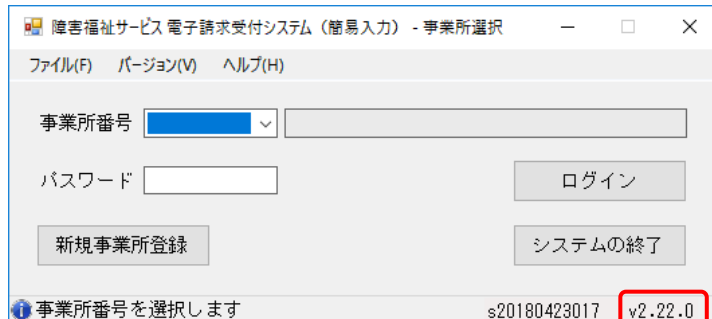 障害福祉サービス 電子請求受付システム（簡易入力） - 事業所選択
ファイル(F) バージョン(V) ヘルプ(H)
事業所番号
パスワード ログイン
新規事業所登録 システムの終了
事業所番号を選択します s20180423017 v2.22.0